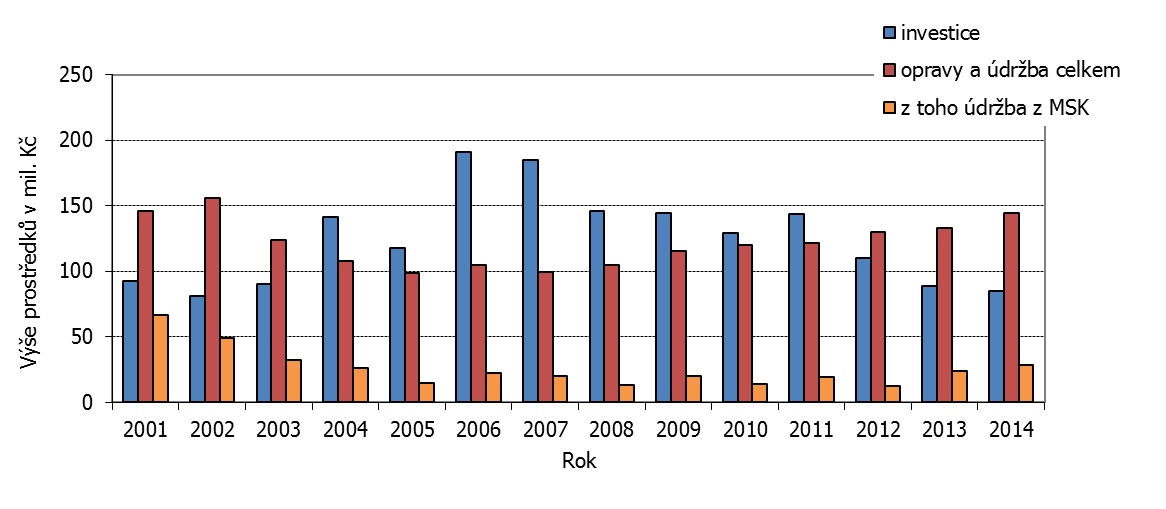 investice
opravy a údržba celkem
z toho údržba z MSK
Výše prostředků v mil. Kč
250
200
150
100
50
0
2001 2002 2003 2004 2005 2006 2007 2008 2009 2010 2011 2012 2013 2014
Rok